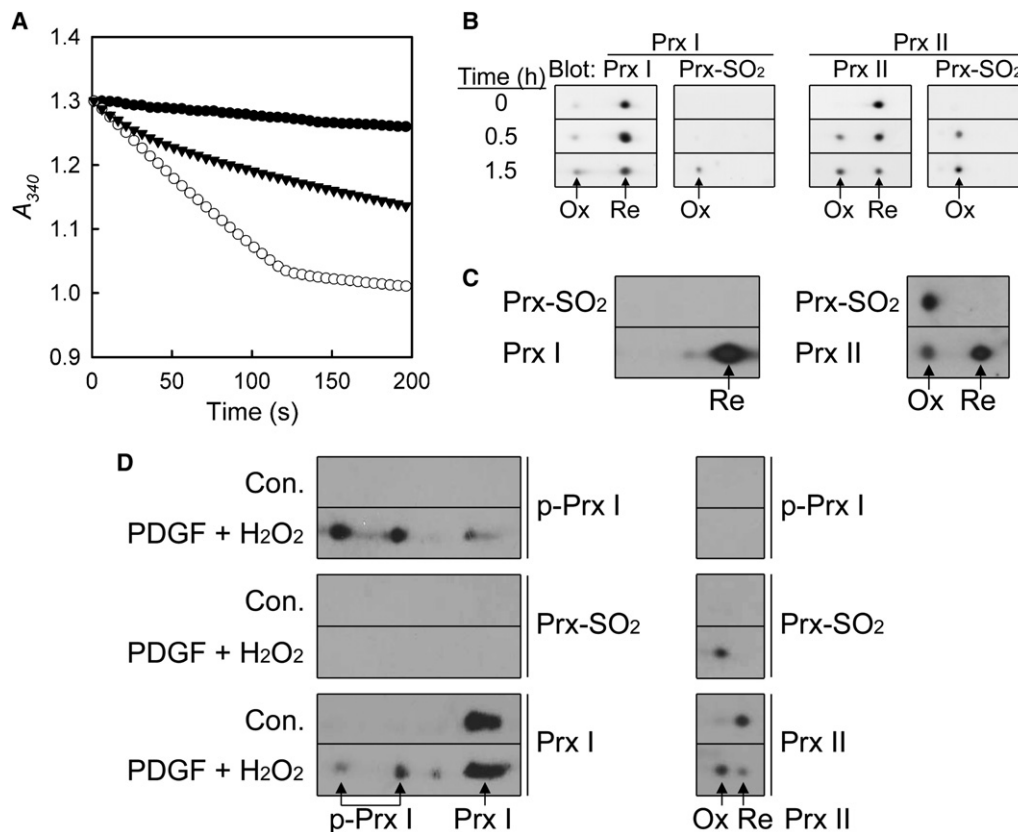 A
1.4
1.3
1.2
1.1
1.0
0.9
A340
0 50 100 150 200
Time (s)
B
Prx I Prx II
Time (h) Blot: Prx I Prx-SO2 Prx II Prx-SO2
0
0.5
1.5
Ox Re Ox Ox Re Ox
C
Prx-SO2 Prx-SO2
Prx I Prx II
Re Ox Re
D
Con.
PDGF + H2O2
p-Prx I p-Prx I
Con.
PDGF + H2O2
Prx-SO2 Prx-SO2
Con.
PDGF + H2O2
Prx I Prx II
p-Prx I Prx I Ox Re Prx II